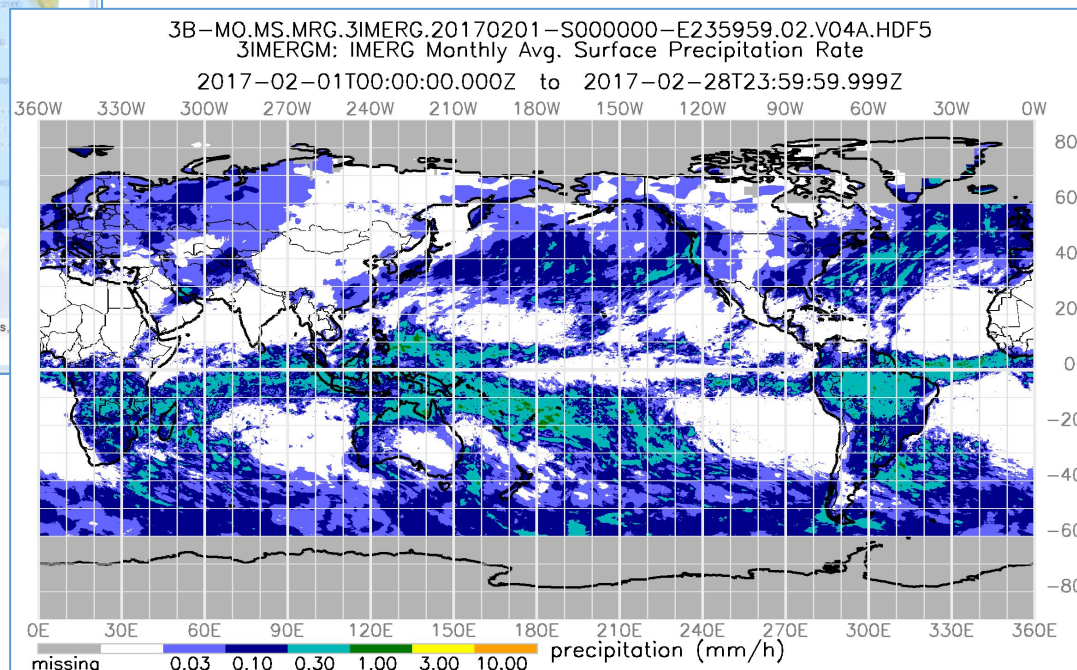 3B-MO.MS.MRG.3IMERG.20170201-S000000-E235959.02.V04A.HDF5
3IMERGM: IMERG Monthly Avg. Surface Precipitation Rate
2017-02-01T00:00:00.000Z to 2017-02-28T23:59:59.999Z
360W 330W 300W 270W 240W 210W 180W 150W 120W 90W 60W 30W 0W
80
60
40
20
0
-20
-40
-60
-80
0E 30E 60E 90E 120E 150E 180E 210E 240E 270E 300E 330E 360E
missing 0.03 0.10 0.30 1.00 3.00 10.00 precipitation (mm/h)